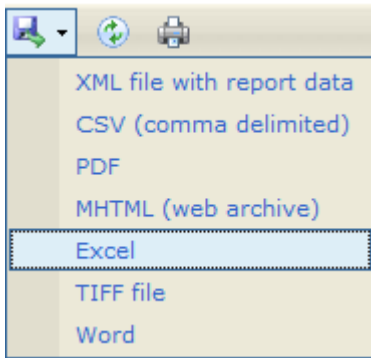 XML file with report data
CSV (comma delimited)
PDF
MHTML (web archive)
Excel
TIFF file
Word